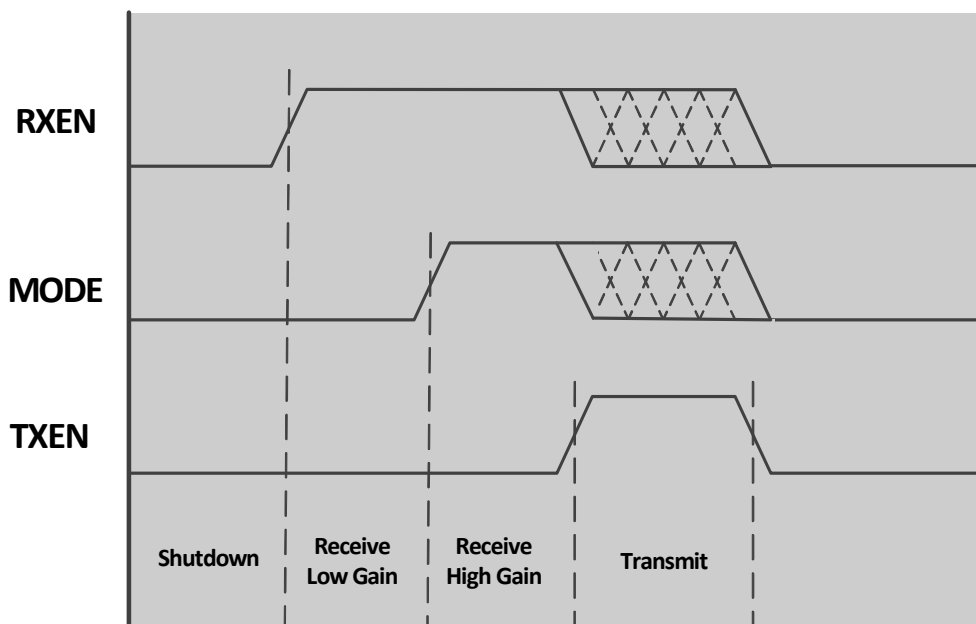 RXEN
MODE
TXEN
Shutdown
Receive
Low Gain
Receive
High Gain
Transmit